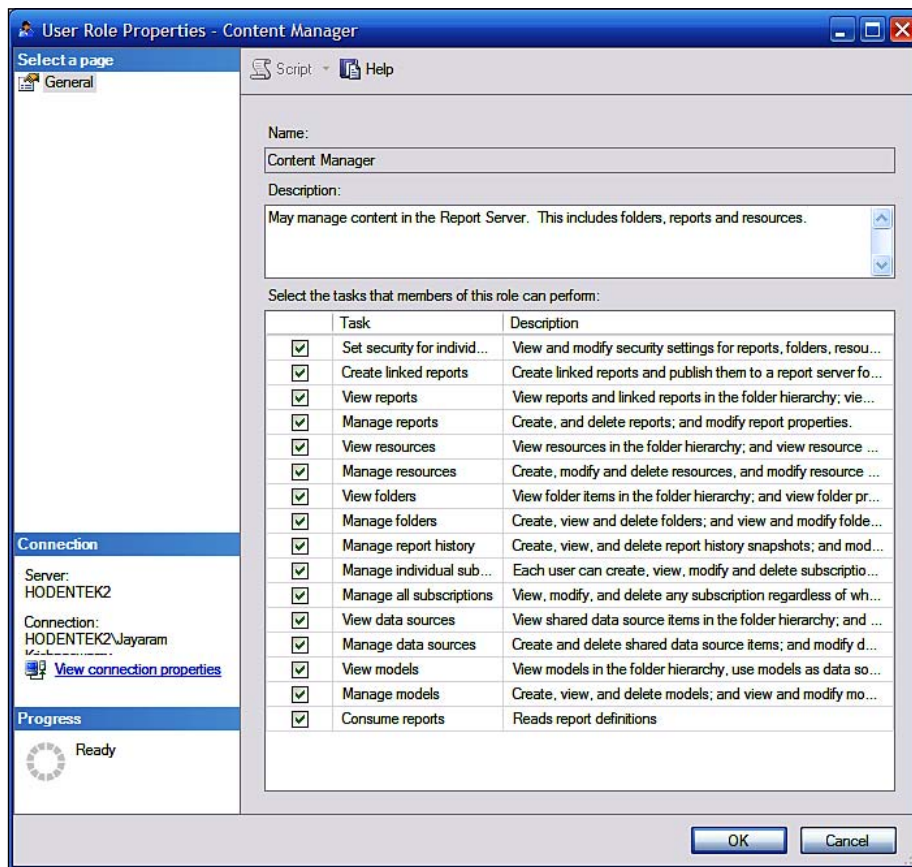 User Role Properties - Content Manager
Select a page
General
Script
Help
Name:
Content Manager
Description:
May manage content in the Report Server. This includes folders, reports and resources.
Select the tasks that members of this role can perform:
Task Description
Set security for individ... View and modify security settings for reports, folders, resou...
Create linked reports Create linked reports and publish them to a report server fo...
View reports View reports and linked reports in the folder hierarchy; vie...
Manage reports Create, and delete reports; and modify report properties.
View resources View resources in the folder hierarchy; and view resource ...
Manage resources Create, modify and delete resources, and modify resource ...
View folders View folder items in the folder hierarchy; and view folder pr...
Manage folders Create, view and delete folders; and view and modify folde...
Manage report history Create, view, and delete report history snapshots; and mod...
Manage individual sub... Each user can create, view, modify and delete subscriptio...
Manage all subscriptions View, modify, and delete any subscription regardless of wh...
View data sources View shared data source items in the folder hierarchy; and ...
Manage data sources Create and delete shared data source items; and modify d...
View models View models in the folder hierarchy, use models as data so...
Manage models Create, view, and delete models; and view and modify mo...
Consume reports Reads report definitions
Connection
Server:
HODENTEK2
Connection:
HODENTEK2\Jayaram
View connection properties
Progress
Ready
OK
Cancel